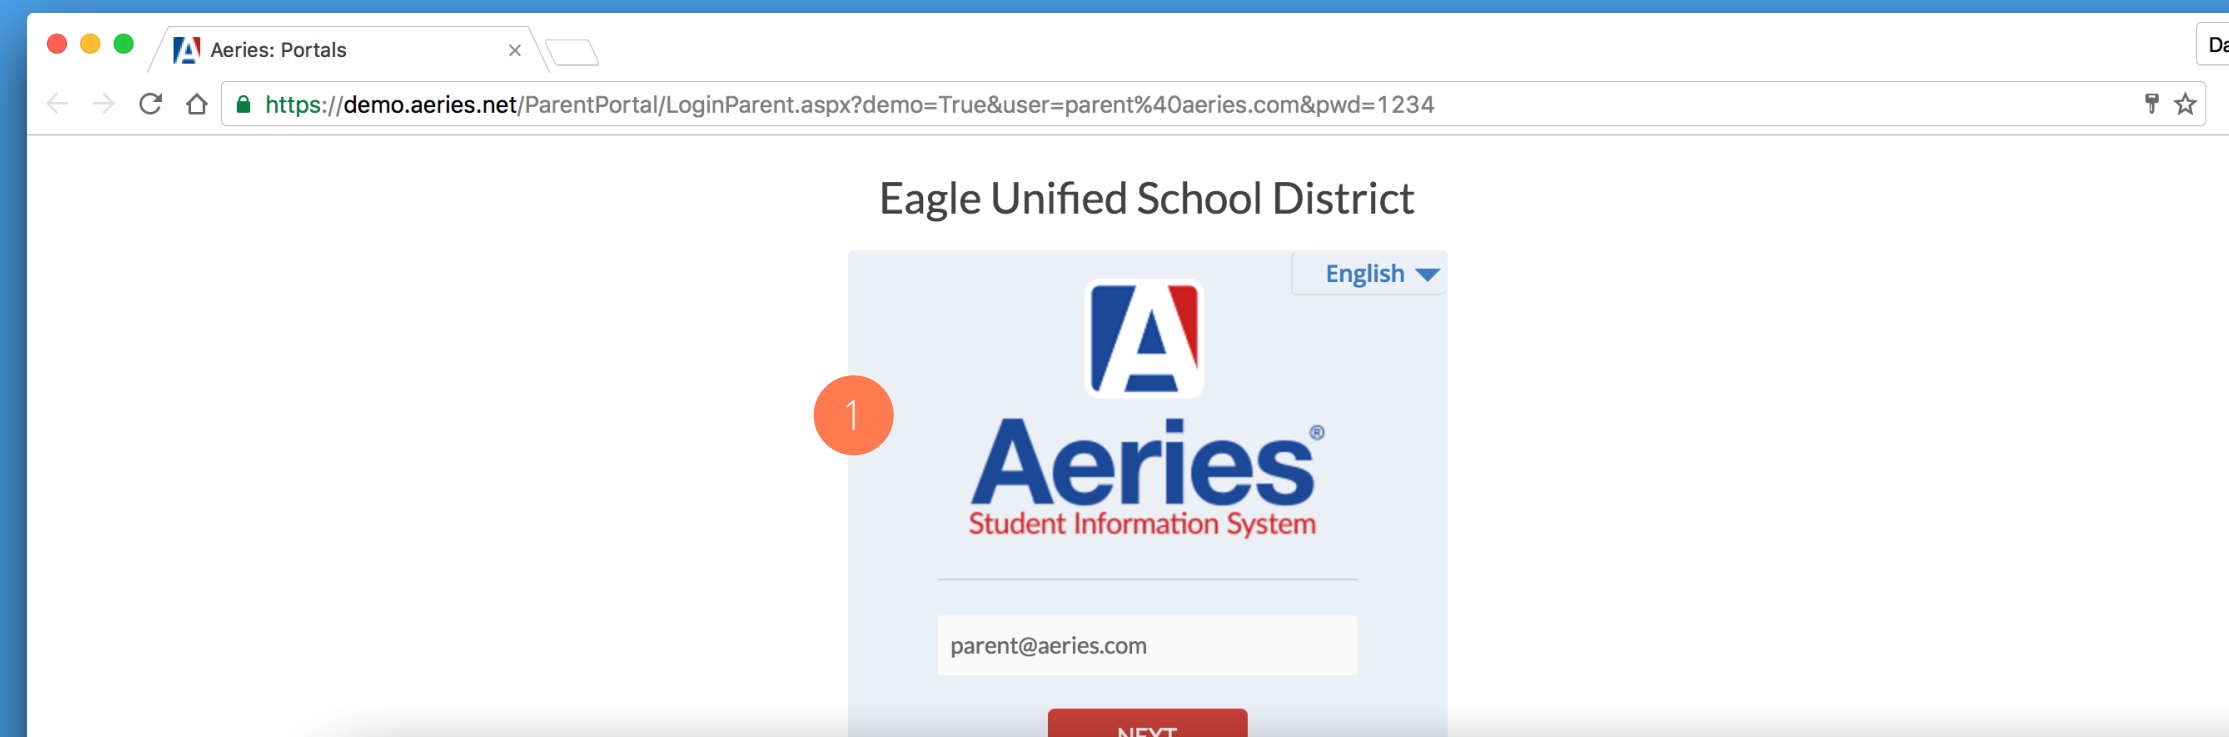 Aeries: Portals
Da
https://demo.aeries.net/ParentPortal/LoginParent.aspx?demo=True&user=parent%40aeries.com&pwd=1234
Eagle Unified School District
English
A
1
Aeries®
Student Information System
parent@aeries.com
NEXT